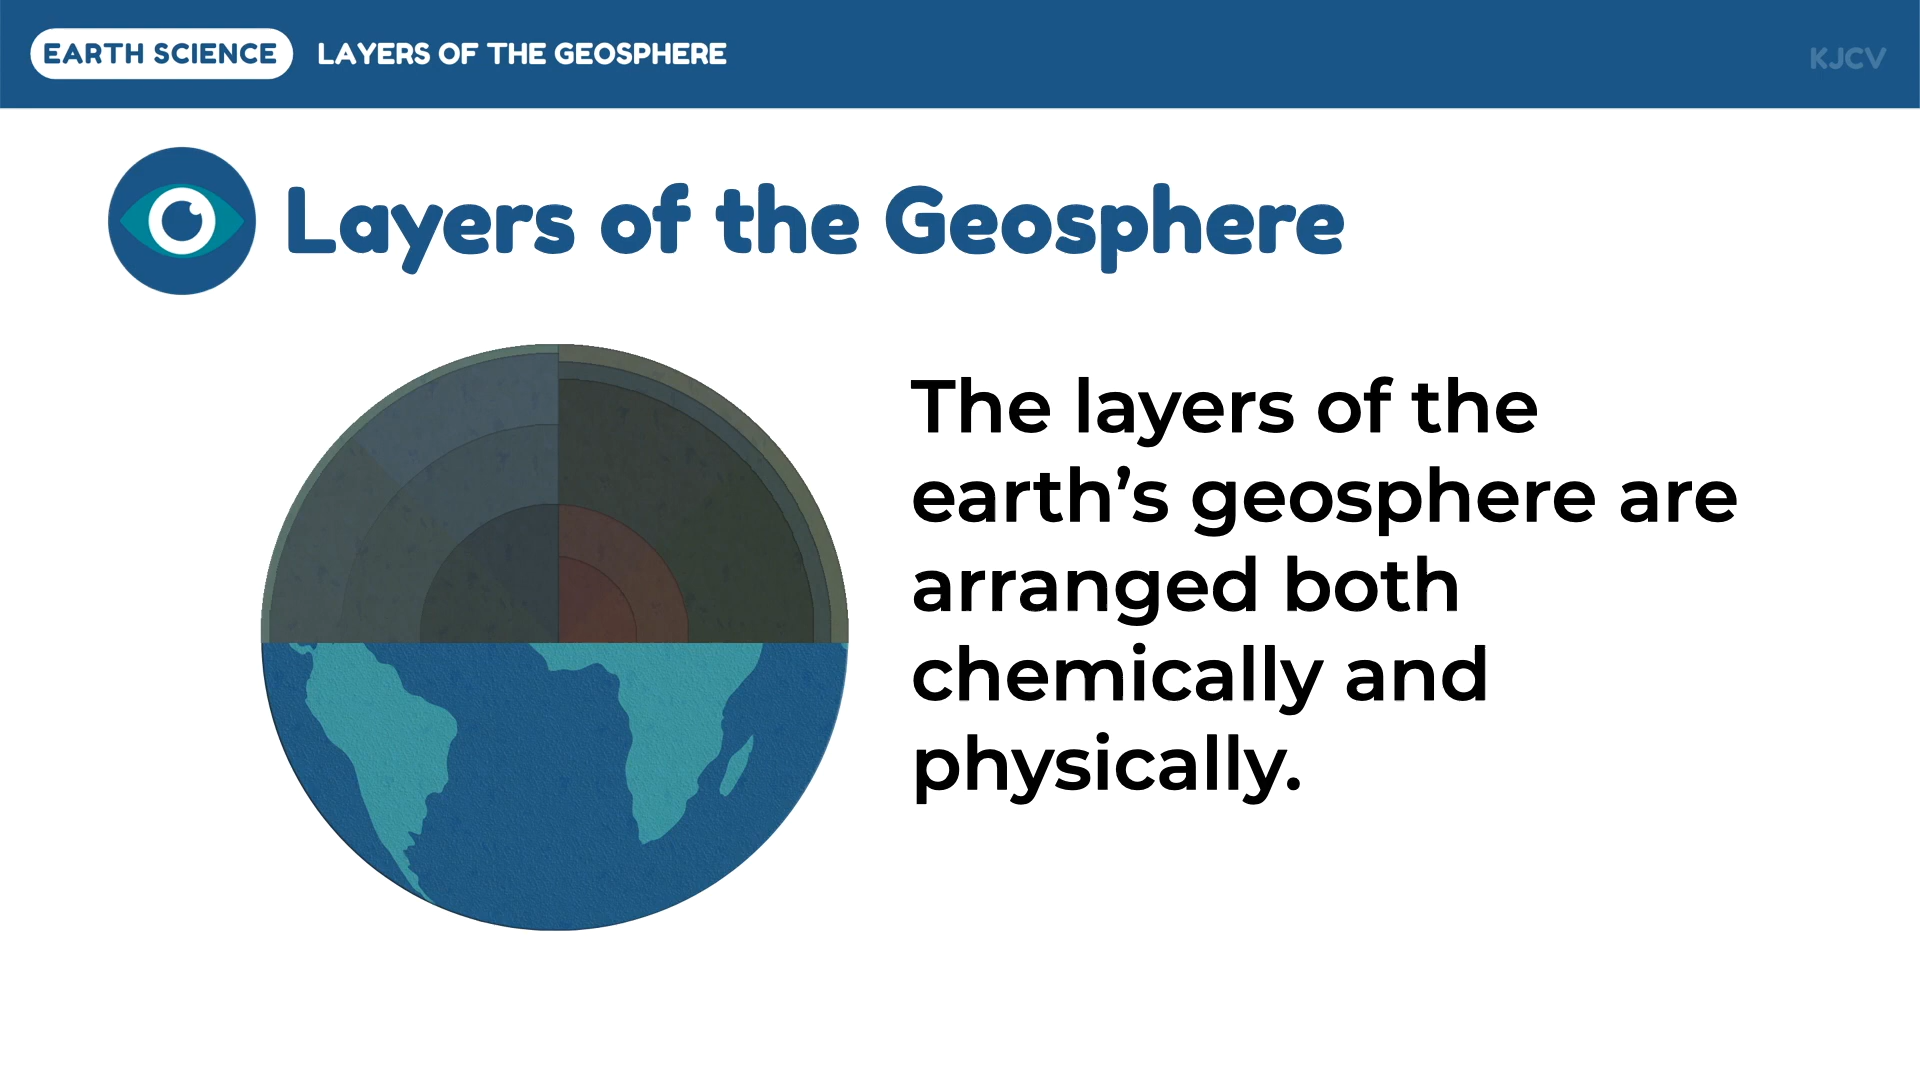 EARTH SCIENCE LAYERS OF THE GEOSPHERE KJCV
Layers of the Geosphere
The layers of the
earth’s geosphere are
arranged both
chemically and
physically.